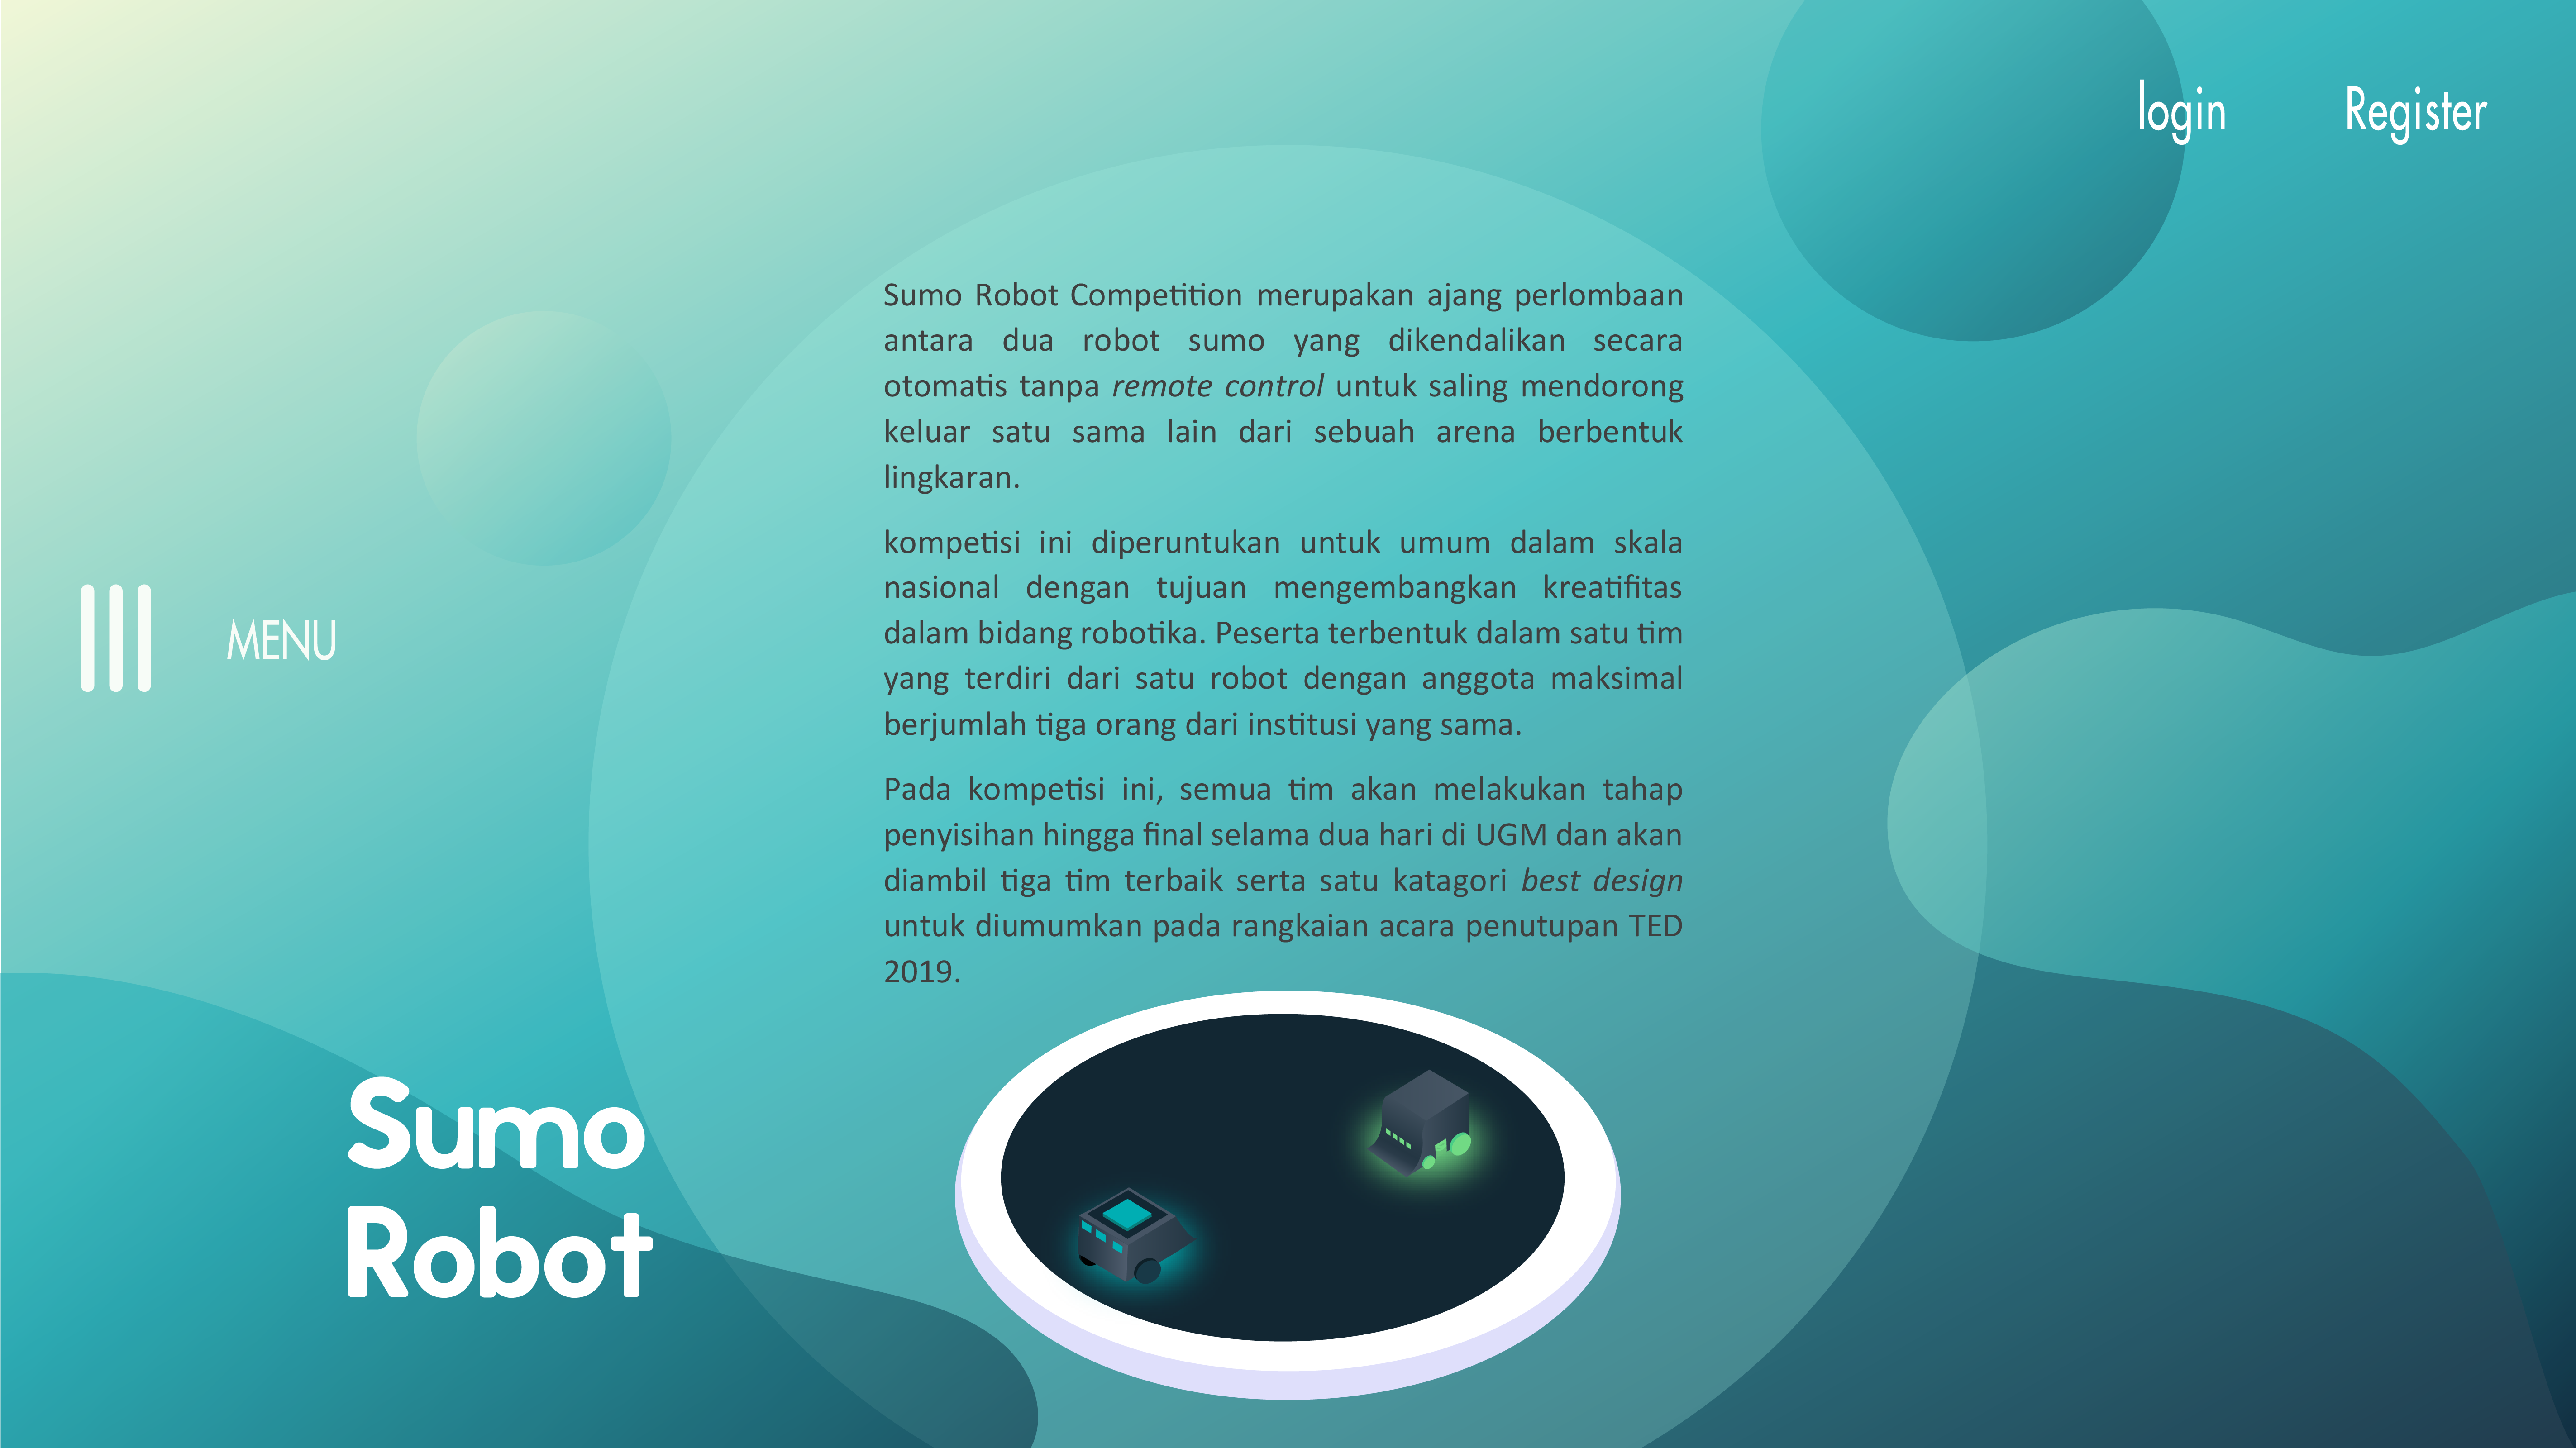 login
Register
Sumo Robot Competition merupakan ajang perlombaan
antara dua robot sumo yang dikendalikan secara
otomatis tanpa remote control untuk saling mendorong
keluar satu sama lain dari sebuah arena berbentuk
lingkaran.
kompetisi ini diperuntukan untuk umum dalam skala
nasional dengan tujuan mengembangkan kreatifitas
dalam bidang robotika. Peserta terbentuk dalam satu tim
yang terdiri dari satu robot dengan anggota maksimal
berjumlah tiga orang dari institusi yang sama.
Pada kompetisi ini, semua tim akan melakukan tahap
penyisihan hingga final selama dua hari di UGM dan akan
diambil tiga tim terbaik serta satu katagori best design
untuk diumumkan pada rangkaian acara penutupan TED
2019.
MENU
Sumo
Robot